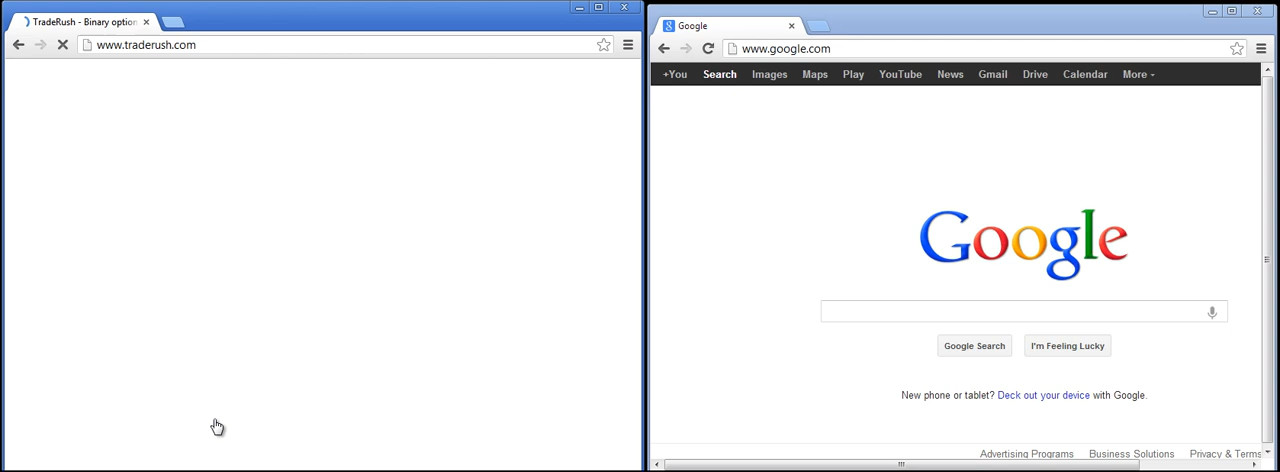 TradeRush - Binary option
www.traderush.com
Google
www.google.com
+You Search Images Maps Play YouTube News Gmail Drive Calendar More
Google
Google Search I'm Feeling Lucky
New phone or tablet? Deck out your device with Google.
Advertising Programs Business Solutions Privacy & Terms